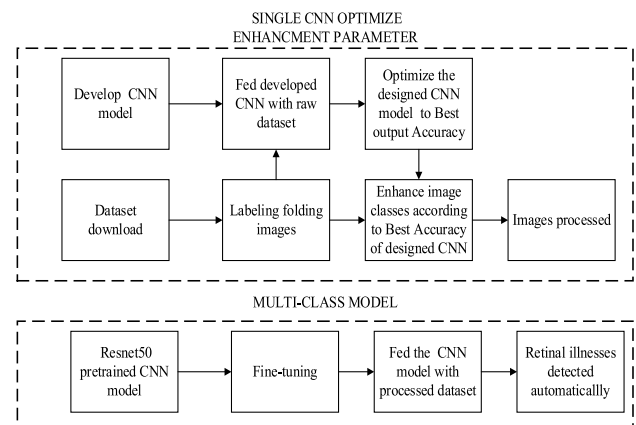 SINGLE CNN OPTIMIZE
ENHANCMENT PARAMETER
Develop CNN
model
Fed developed
CNN with raw
dataset
Optimize the
designed CNN
model to Best
output Accuracy
Dataset
download
Labeling folding
images
Enhance image
classes according
to Best Accuracy
of designed CNN
Images processed
MULTI-CLASS MODEL
Resnet50
pretrained CNN
model
Fine-tuning
Fed the CNN
model with
processed dataset
Retinal illnesses
detected
automaticallly